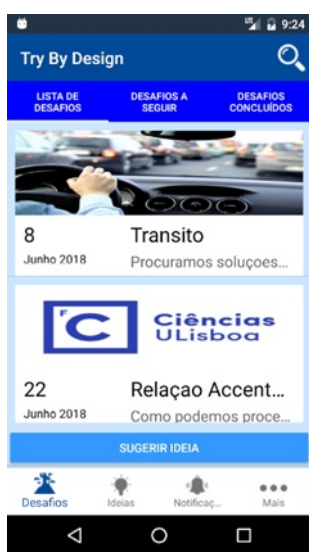 9:24
Try By Design
LISTA DE
DESAFIOS
DESAFIOS A
SEGUIR
DESAFIOS
CONCLUÍDOS
8
Transito
Junho 2018
Procuramos soluçoes...
FC
Ciências
ULisboa
22
Relaçao Accent...
Junho 2018
Como podemos proce...
SUGERIR IDEIA
Desafios
Ideias
Notificaç...
Mais